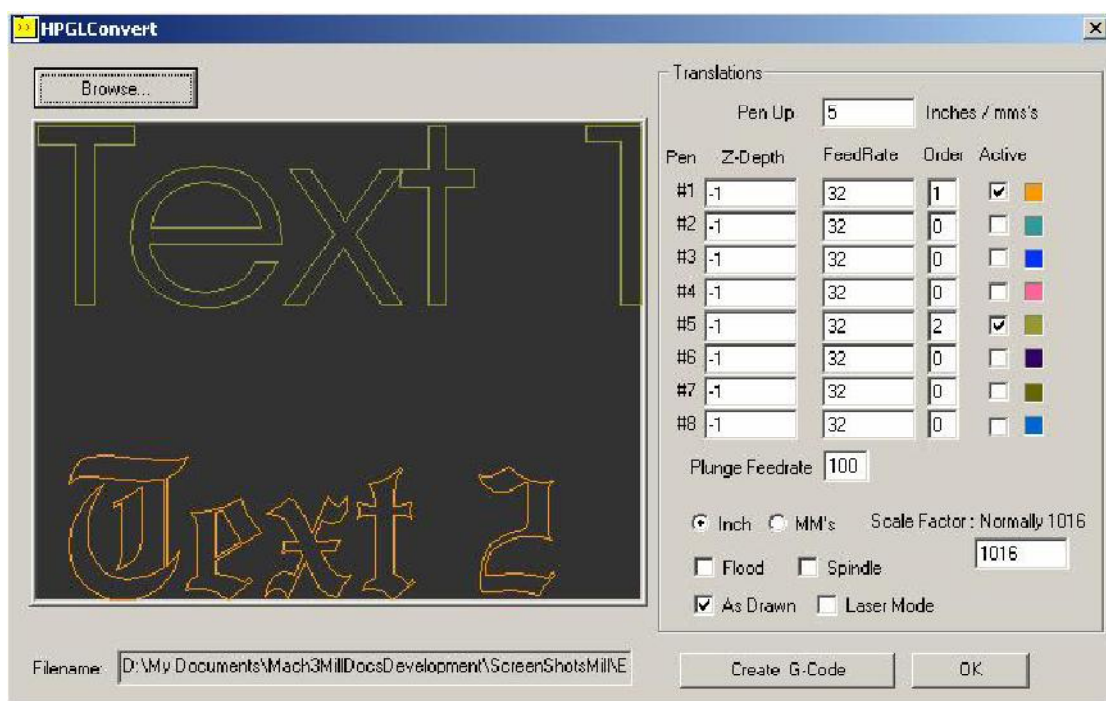 HPGLConvert
Browse...
Translations
Pen Up 5 Inches / mms's
Pen Z-Depth FeedRate Order Active
#1 -1 32 1
#2 -1 32 0
#3 -1 32 0
#4 -1 32 0
#5 -1 32 2
#6 -1 32 0
#7 -1 32 0
#8 -1 32 0
Plunge Feedrate 100
Inch MM's Scale Factor : Normally 1016
1016
Flood Spindle
As Drawn Laser Mode
Text 1
Text 2
Filename: D:\My Documents\Mach3MillDocsDevelopment\ScreenShotsMill\E
Create G-Code OK